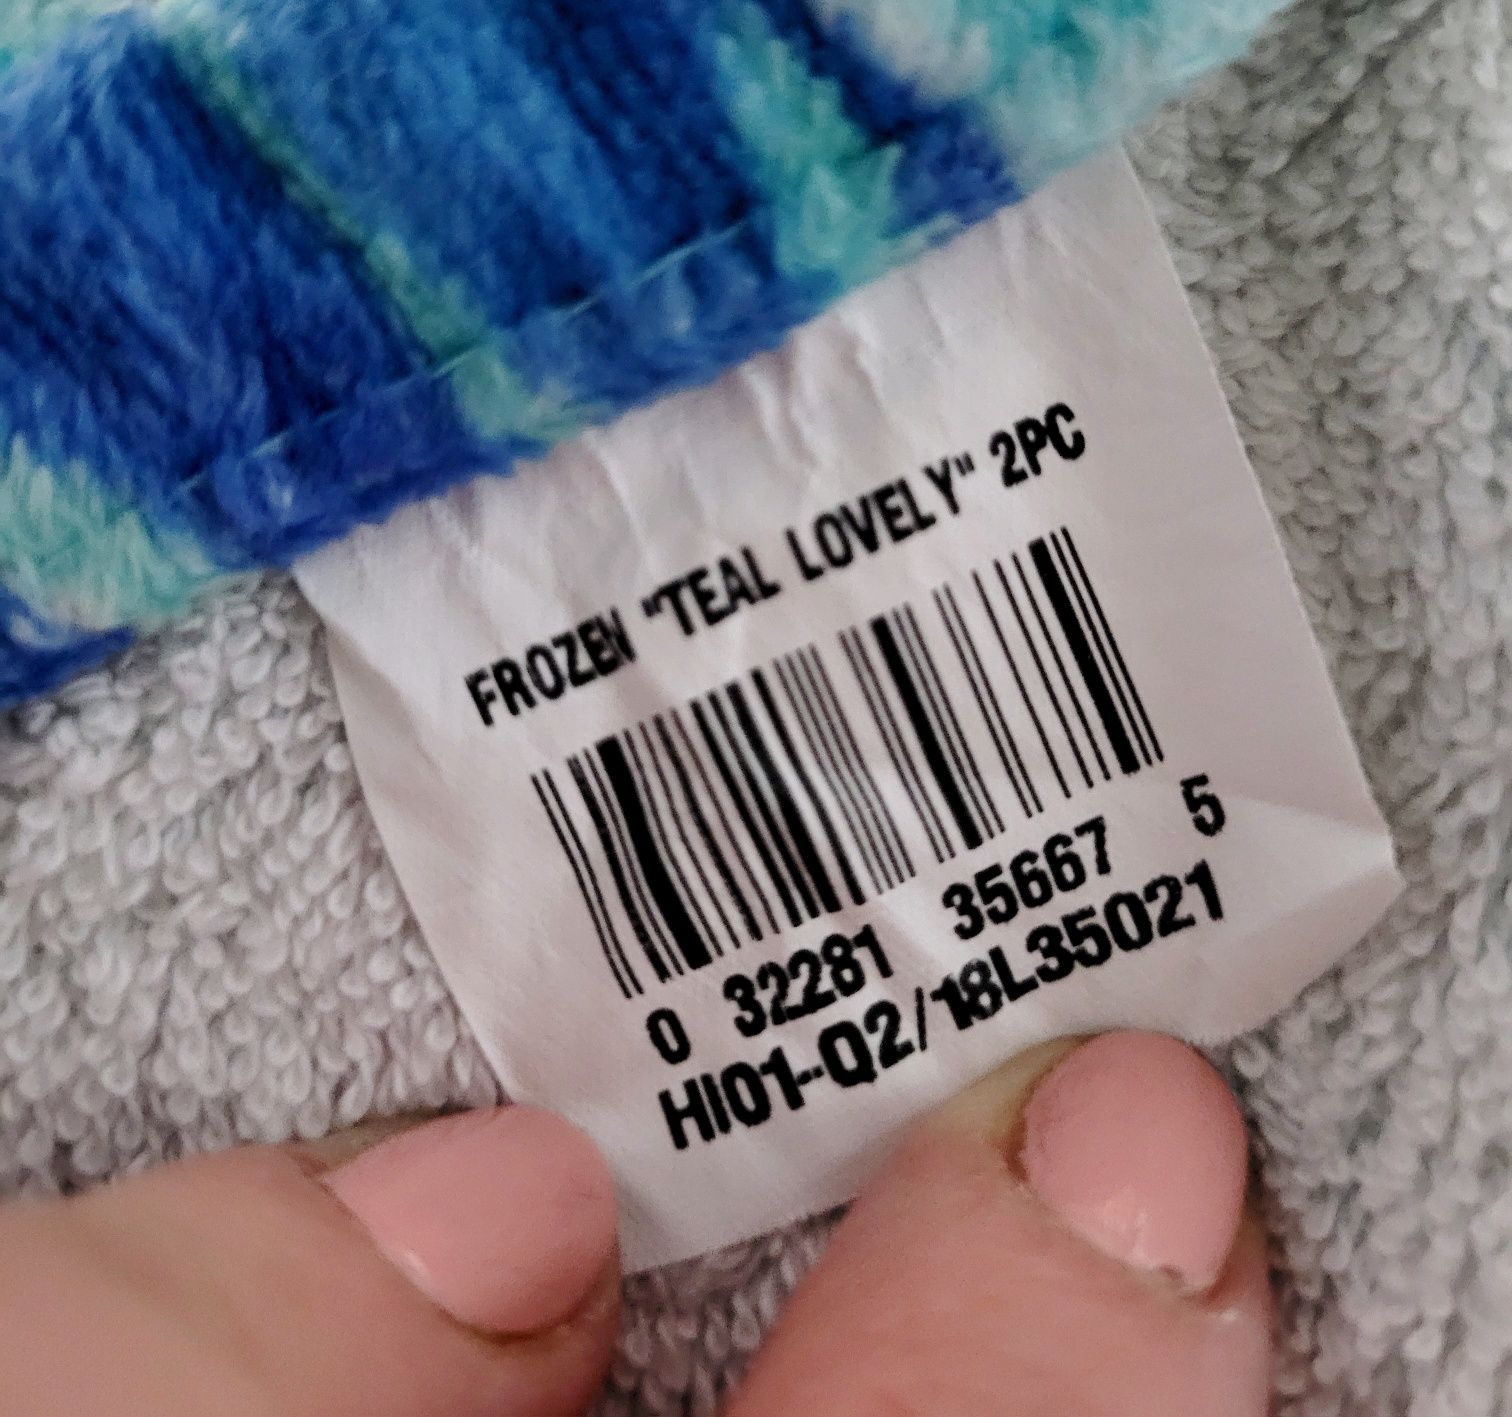 FROZEN "TEAL LOVELY" 2PC
0 32281 35667 5
HI01-Q2/18L35021